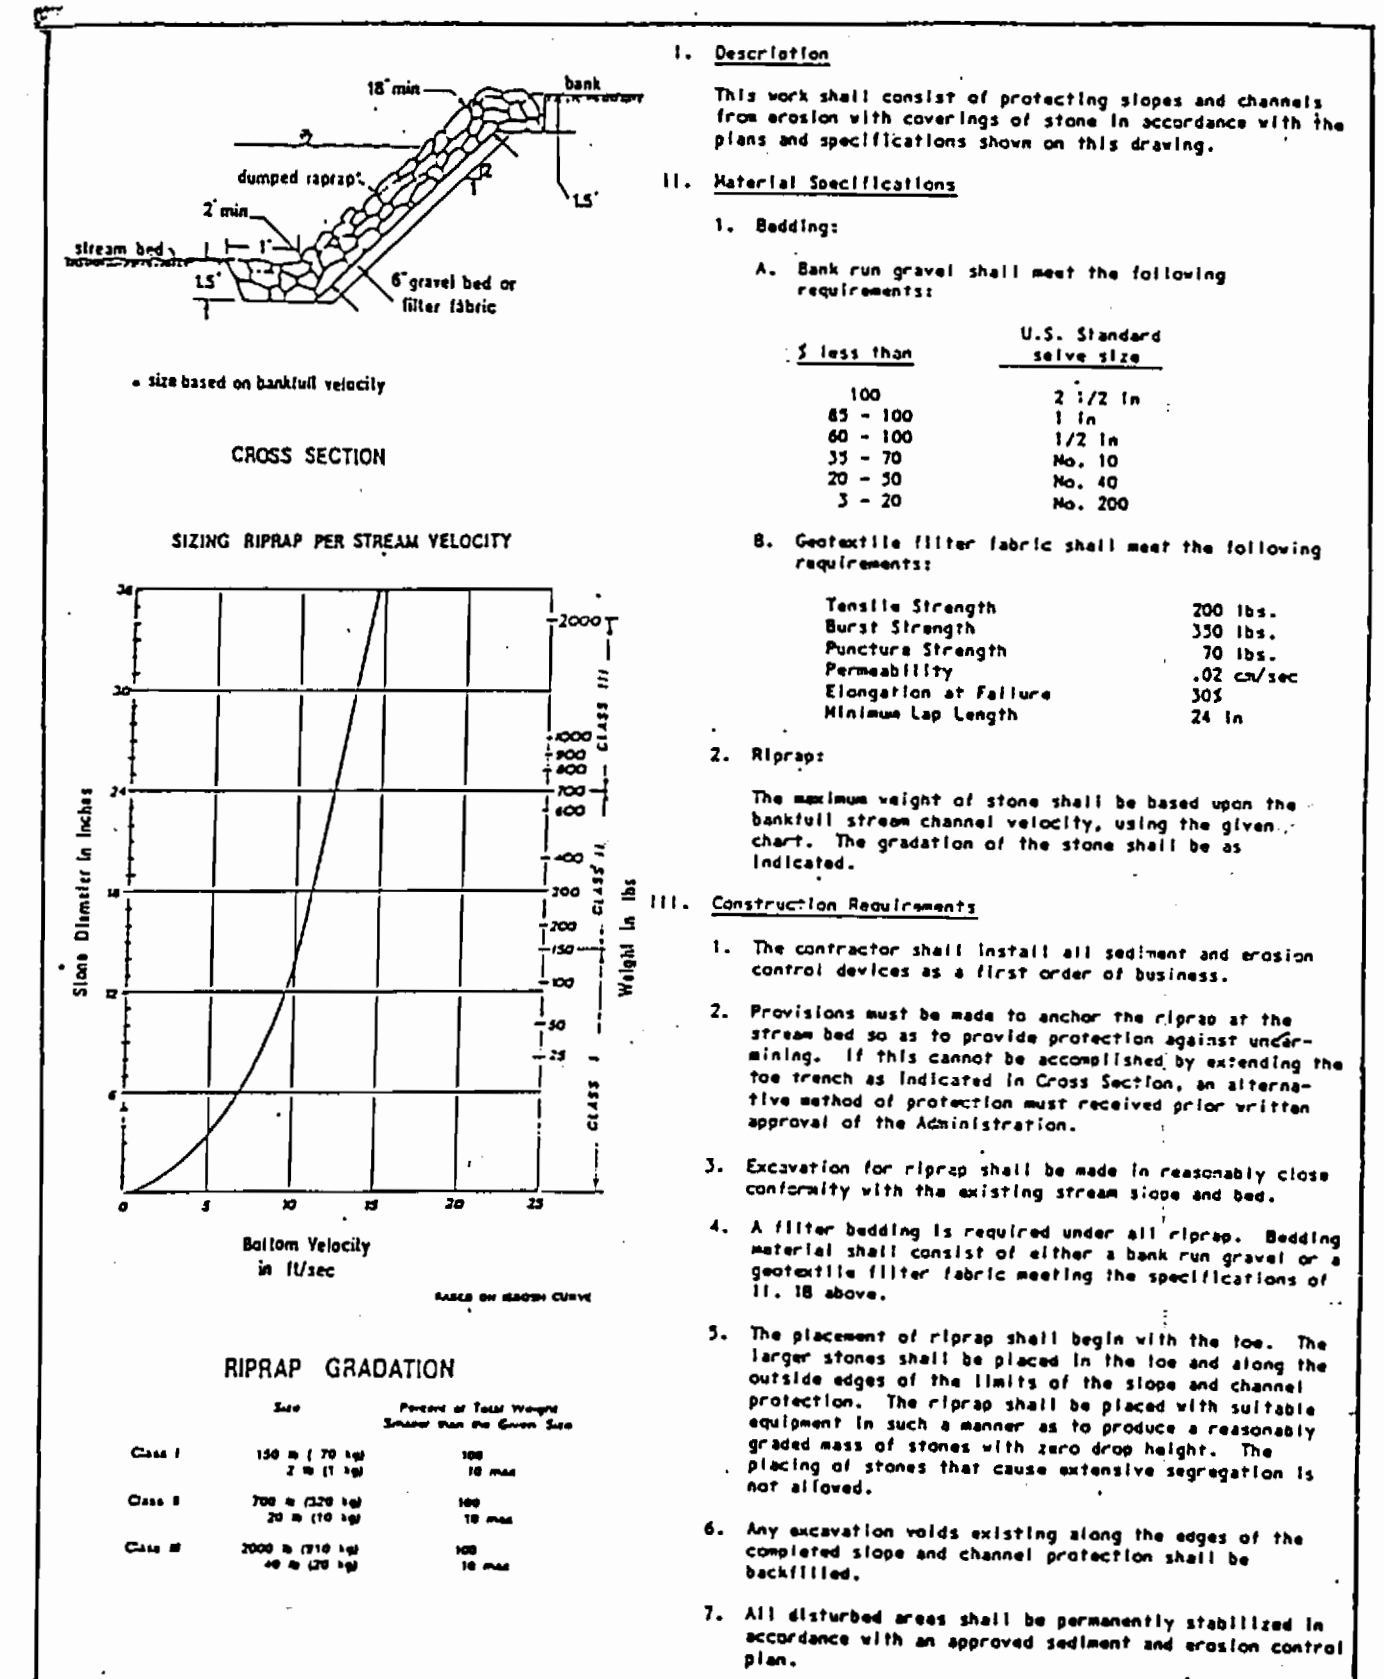 18" min
bank
dumped raprap*
1
2
1.5'
2' min
stream bed
1'
1.5'
6" gravel bed or
filter fabric
* size based on bankfull velocity
CROSS SECTION
SIZING RIPRAP PER STREAM VELOCITY
36
30
24
18
12
6
Stone Diameter in Inches
0
5
10
15
20
25
Bottom Velocity
in ft/sec
2000
1000
900
800
700
600
400
300
200
150
100
50
25
CLASS III
CLASS II
CLASS I
Weight in lbs
BASED ON ISBASH CURVE
RIPRAP GRADATION
Size
Percent of Total Weight
Smaller than the Given Size
Class I 150 lb (70 kg) 100
2 lb (1 kg) 10 max
Class II 700 lb (320 kg) 100
20 lb (10 kg) 10 max
Class III 2000 lb (910 kg) 100
40 lb (20 kg) 10 max
I. Description
This work shall consist of protecting slopes and channels
from erosion with coverings of stone in accordance with the
plans and specifications shown on this drawing.
II. Material Specifications
1. Bedding:
A. Bank run gravel shall meet the following
requirements:
U.S. Standard
% less than seive size
100 2 1/2 in
85 - 100 1 in
60 - 100 1/2 in
35 - 70 No. 10
20 - 50 No. 40
3 - 20 No. 200
B. Geotextile filter fabric shall meet the following
requirements:
Tensile Strength 200 lbs.
Burst Strength 350 lbs.
Puncture Strength 70 lbs.
Permeability .02 cm/sec
Elongation at Failure 30%
Minimum Lap Length 24 in
2. Riprap:
The maximum weight of stone shall be based upon the
bankfull stream channel velocity, using the given
chart. The gradation of the stone shall be as
indicated.
III. Construction Requirements
1. The contractor shall install all sediment and erosion
control devices as a first order of business.
2. Provisions must be made to anchor the riprap at the
stream bed so as to provide protection against under-
mining. If this cannot be accomplished by extending the
toe trench as indicated in Cross Section, an alterna-
tive method of protection must received prior written
approval of the Administration.
3. Excavation for riprap shall be made in reasonably close
conformity with the existing stream slope and bed.
4. A filter bedding is required under all riprap. Bedding
material shall consist of either a bank run gravel or a
geotextile filter fabric meeting the specifications of
II. 1B above.
5. The placement of riprap shall begin with the toe. The
larger stones shall be placed in the toe and along the
outside edges of the limits of the slope and channel
protection. The riprap shall be placed with suitable
equipment in such a manner as to produce a reasonably
graded mass of stones with zero drop height. The
placing of stones that cause extensive segregation is
not allowed.
6. Any excavation voids existing along the edges of the
completed slope and channel protection shall be
backfilled.
7. All disturbed areas shall be permanently stabilized in
accordance with an approved sediment and erosion control
plan.